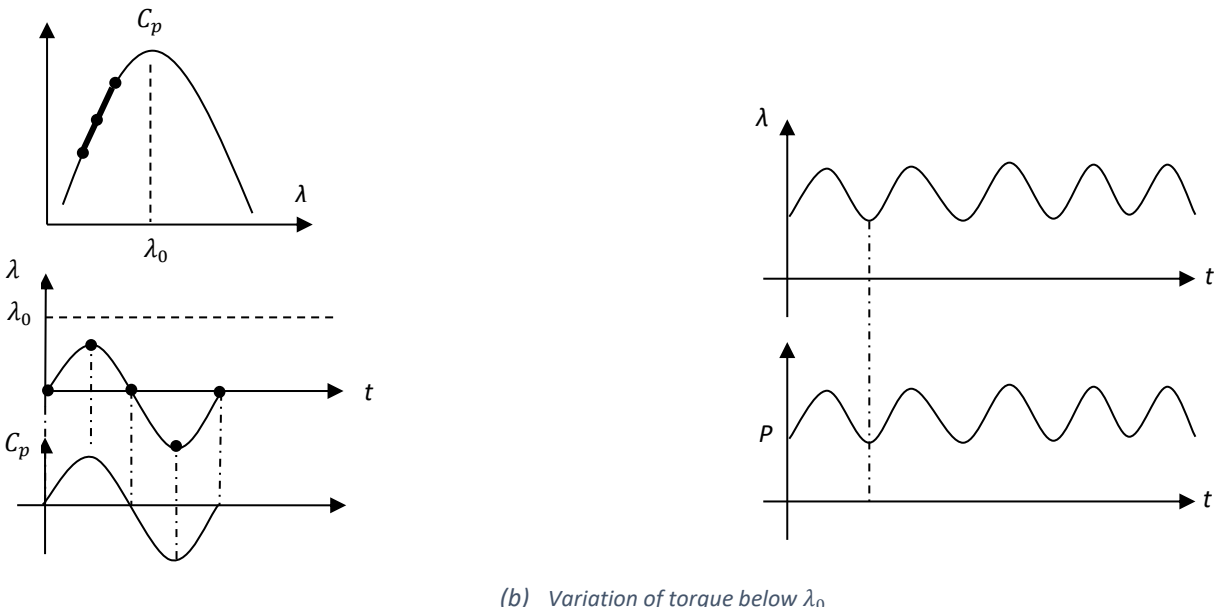 C_p
λ
λ_0
λ
λ_0
t
C_p
λ
t
P
t
(b) Variation of torque below λ_0